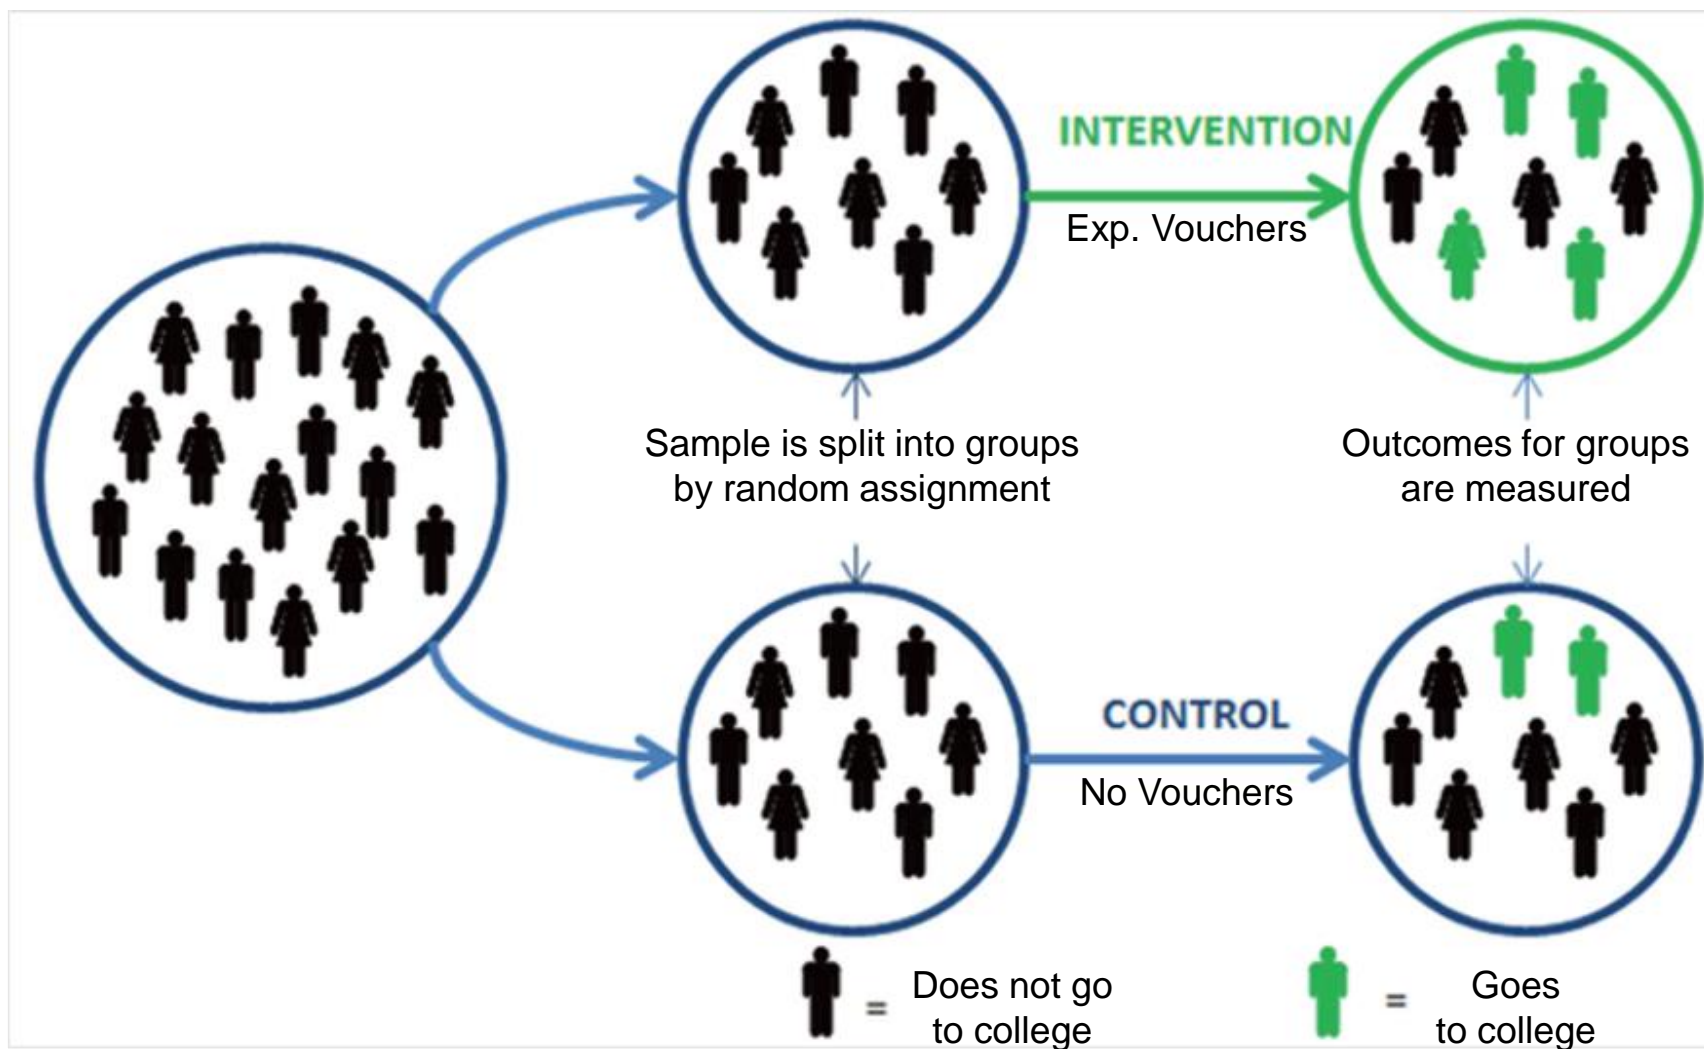 INTERVENTION
Exp. Vouchers
Sample is split into groups
by random assignment
Outcomes for groups
are measured
CONTROL
No Vouchers
= Does not go
to college
= Goes
to college